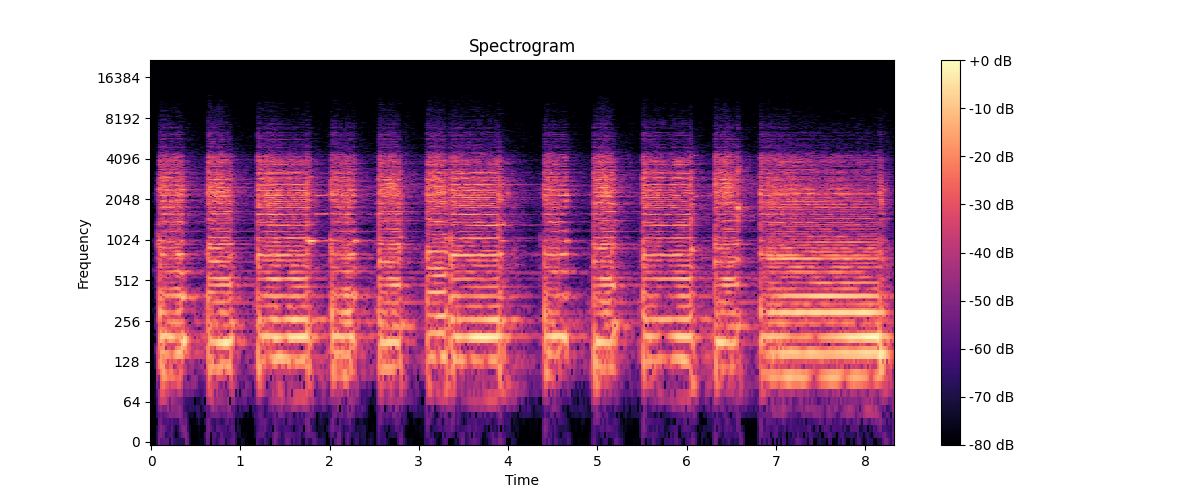 Spectrogram
16384
8192
4096
2048
1024
512
256
128
64
0
Frequency
0 1 2 3 4 5 6 7 8
Time
+0 dB
-10 dB
-20 dB
-30 dB
-40 dB
-50 dB
-60 dB
-70 dB
-80 dB